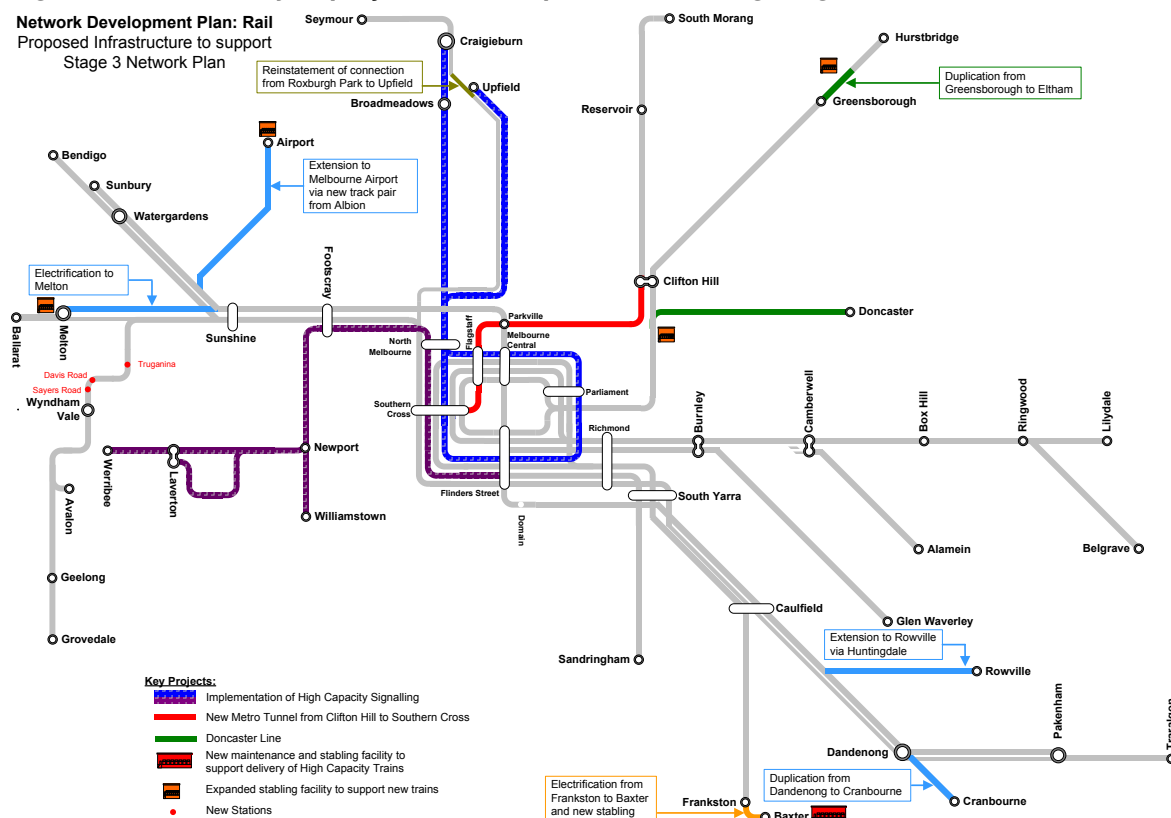 Network Development Plan: Rail
Proposed Infrastructure to support
Stage 3 Network Plan
Seymour
Craigieburn
South Morang
Hurstbridge
Reinstatement of connection
from Roxburgh Park to Upfield
Upfield
Broadmeadows
Duplication from
Greensborough to Eltham
Greensborough
Reservoir
Airport
Bendigo
Sunbury
Watergardens
Extension to
Melbourne Airport
via new track pair
from Albion
Electrification to
Melton
Footscray
Clifton Hill
Ballarat
Melton
Sunshine
Parkville
Flagstaff
Melbourne
Central
North
Melbourne
Doncaster
Truganina
Davis Road
Sayers Road
Wyndham
Vale
Southern
Cross
Parliament
Richmond
Burnley
Camberwell
Box Hill
Ringwood
Lilydale
Werribee
Laverton
Newport
Flinders Street
South Yarra
Avalon
Williamstown
Domain
Alamein
Belgrave
Geelong
Caulfield
Glen Waverley
Grovedale
Sandringham
Extension to Rowville
via Huntingdale
Rowville
Key Projects:
Implementation of High Capacity Signalling
New Metro Tunnel from Clifton Hill to Southern Cross
Doncaster Line
New maintenance and stabling facility to
support delivery of High Capacity Trains
Expanded stabling facility to support new trains
New Stations
Dandenong
Pakenham
Traralgon
Electrification from
Frankston to Baxter
and new stabling
Frankston
Baxter
Duplication from
Dandenong to Cranbourne
Cranbourne